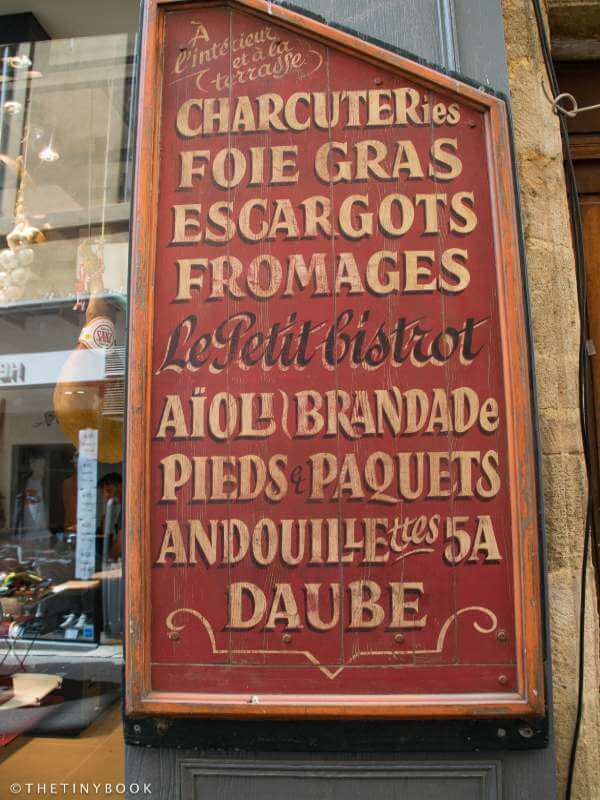 À
l'intérieur
et à la
terrasse
CHARCUTERies
FOIE GRAS
ESCARGOTS
FROMAGES
Le Petit bistrot
AÏOLI BRANDADe
PIEDS & PAQUETS
ANDOUILLEttes 5A
DAUBE
©THETINYBOOK